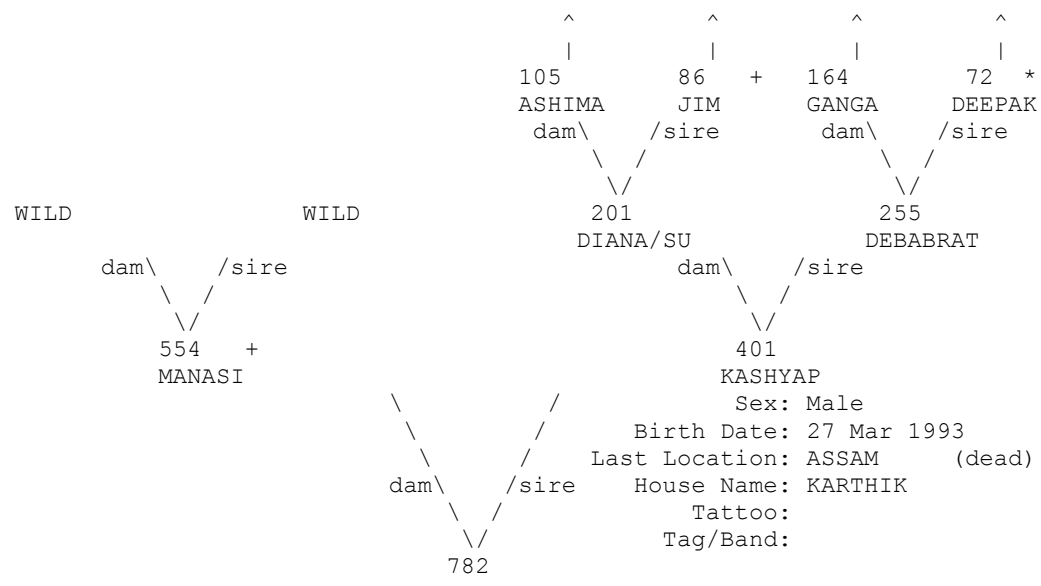 ^ ^ ^ ^
| | | |
105 86 + 164 72 *
ASHIMA JIM GANGA DEEPAK
dam\ /sire dam\ /sire
\ / \ /
\/ \/
WILD WILD 201 255
DIANA/SU DEBABRAT
dam\ /sire dam\ /sire
\ / \ /
\/ \/
554 + 401
MANASI KASHYAP
\ / Sex: Male
\ / Birth Date: 27 Mar 1993
\ / Last Location: ASSAM (dead)
dam\ /sire House Name: KARTHIK
\ / Tattoo:
\/ Tag/Band:
782